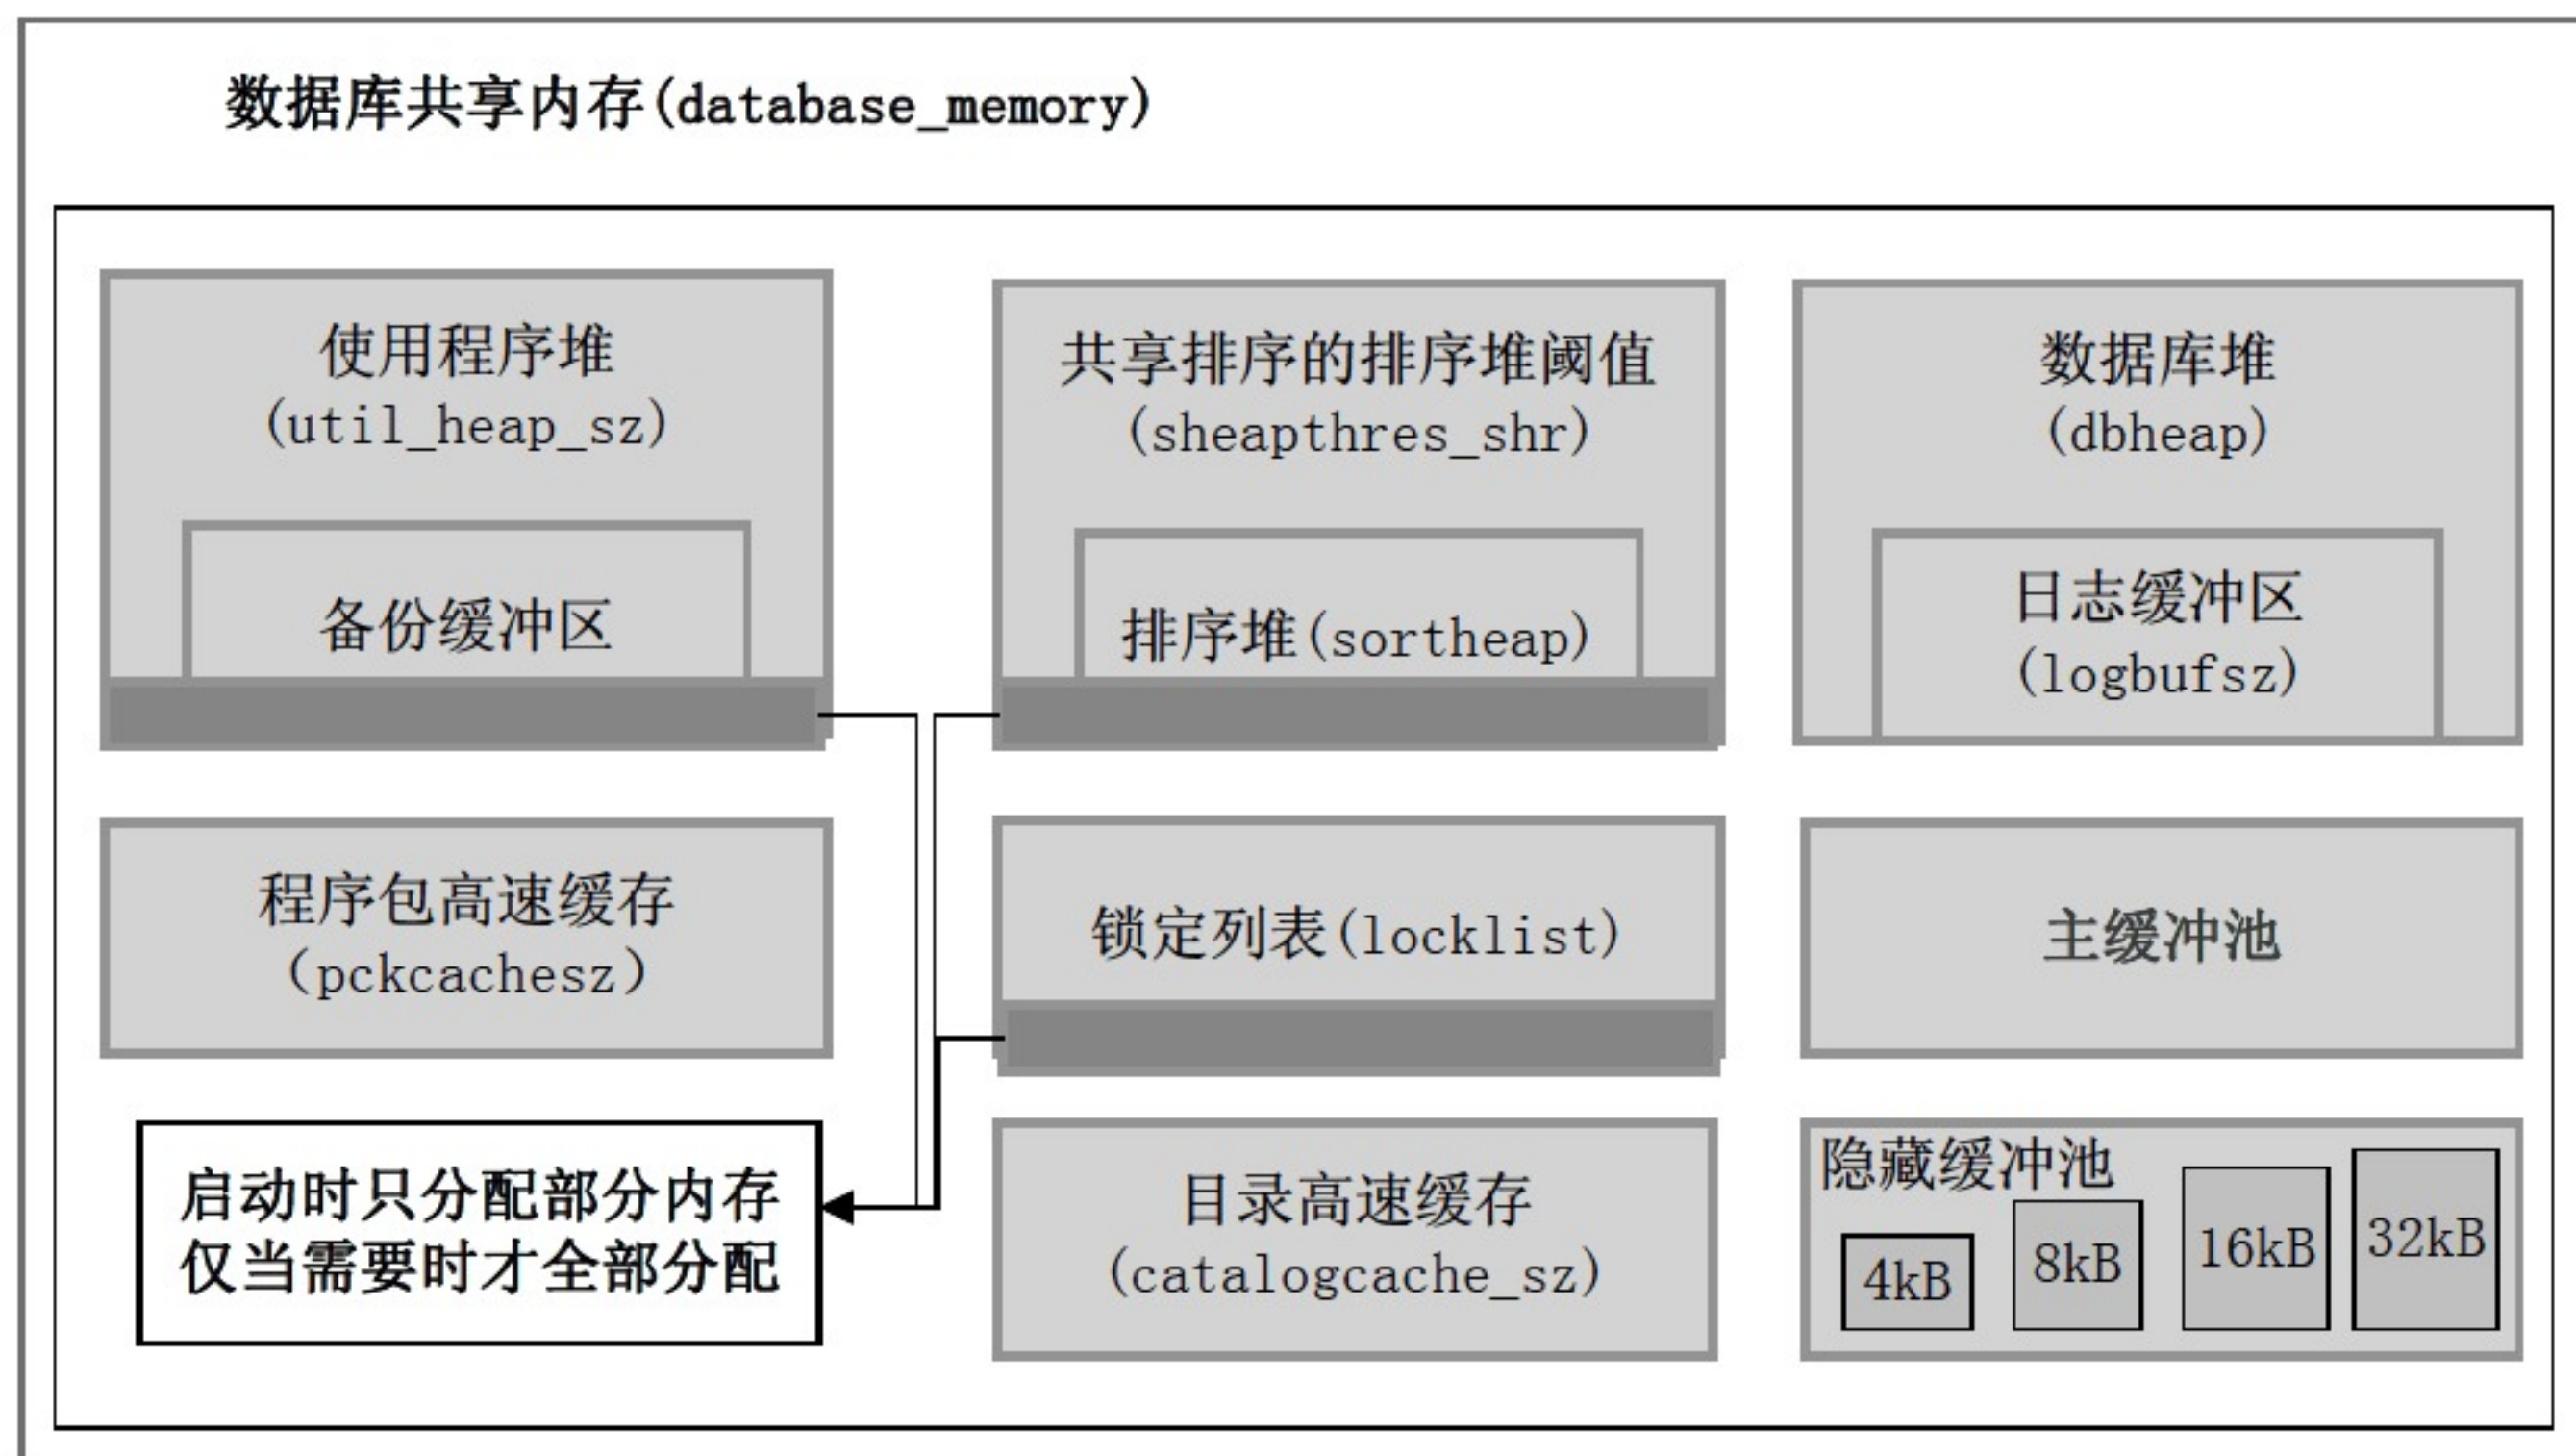 数据库共享内存(database_memory)
使用程序堆
(util_heap_sz)
备份缓冲区
共享排序的排序堆阈值
(sheapthres_shr)
排序堆(sortheap)
数据库堆
(dbheap)
日志缓冲区
(logbufsz)
程序包高速缓存
（pckcachesz）
锁定列表(locklist)
主缓冲池
启动时只分配部分内存
仅当需要时才全部分配
目录高速缓存
(catalogcache_sz)
隐藏缓冲池
4kB
8kB
16kB
32kB